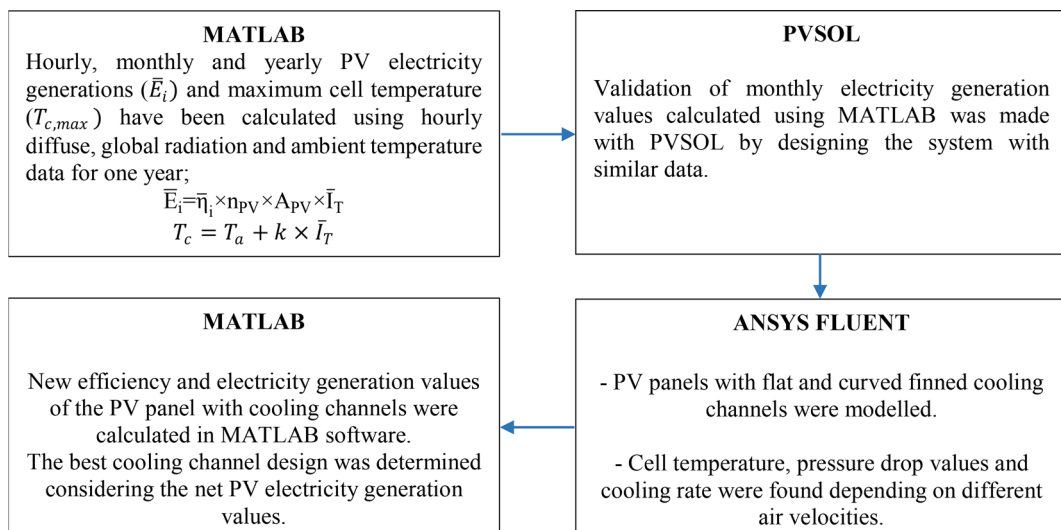 MATLAB
Hourly, monthly and yearly PV electricity
generations (Ē_i) and maximum cell temperature
(T_c,max) have been calculated using hourly
diffuse, global radiation and ambient temperature
data for one year;
Ē_i=η̄_i×n_PV×A_PV×Ī_T
T_c = T_a + k × Ī_T
PVSOL
Validation of monthly electricity generation
values calculated using MATLAB was made
with PVSOL by designing the system with
similar data.
MATLAB
New efficiency and electricity generation values
of the PV panel with cooling channels were
calculated in MATLAB software.
The best cooling channel design was determined
considering the net PV electricity generation
values.
ANSYS FLUENT
- PV panels with flat and curved finned cooling
channels were modelled.
- Cell temperature, pressure drop values and
cooling rate were found depending on different
air velocities.